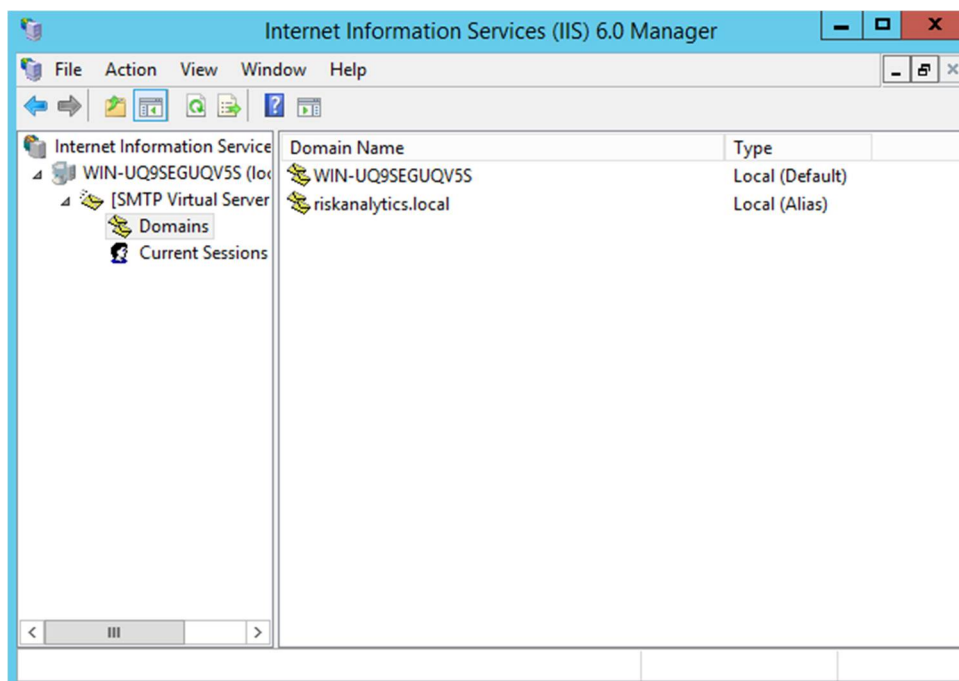 Internet Information Services (IIS) 6.0 Manager
File Action View Window Help
Internet Information Service
WIN-UQ9SEGUQV5S (loc
[SMTP Virtual Server
Domains
Current Sessions
Domain Name Type
WIN-UQ9SEGUQV5S Local (Default)
riskanalytics.local Local (Alias)